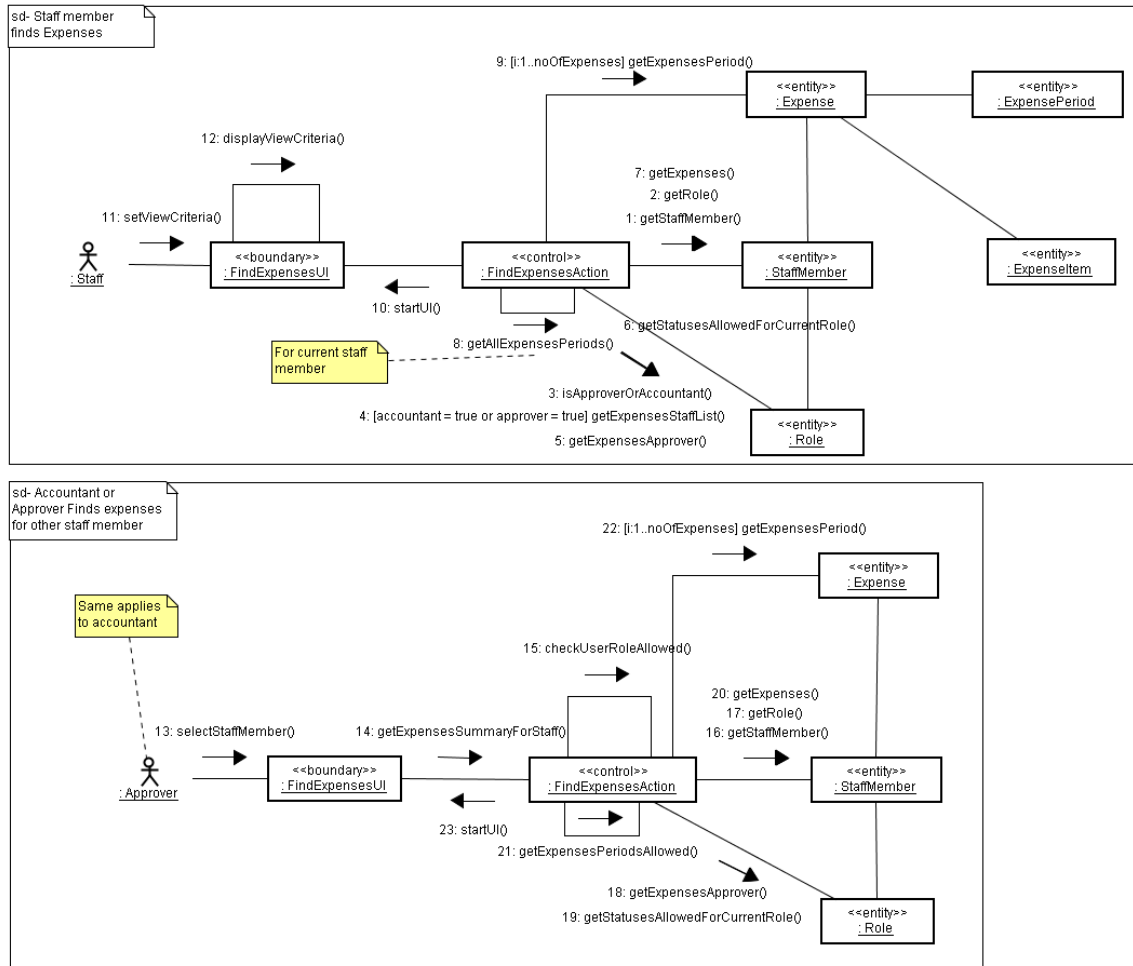 sd- Staff member
finds Expenses
9: [i:1..noOfExpenses] getExpensesPeriod()
<<entity>>
: Expense
<<entity>>
: ExpensePeriod
12: displayViewCriteria()
7: getExpenses()
2: getRole()
1: getStaffMember()
11: setViewCriteria()
: Staff
<<boundary>>
: FindExpensesUI
<<control>>
: FindExpensesAction
<<entity>>
: StaffMember
<<entity>>
: ExpenseItem
10: startUI()
6: getStatusesAllowedForCurrentRole()
8: getAllExpensesPeriods()
For current staff
member
3: isApproverOrAccountant()
4: [accountant = true or approver = true] getExpensesStaffList()
5: getExpensesApprover()
<<entity>>
: Role
sd- Accountant or
Approver Finds expenses
for other staff member
22: [i:1..noOfExpenses] getExpensesPeriod()
<<entity>>
: Expense
Same applies
to accountant
15: checkUserRoleAllowed()
20: getExpenses()
17: getRole()
16: getStaffMember()
13: selectStaffMember()
14: getExpensesSummaryForStaff()
: Approver
<<boundary>>
: FindExpensesUI
<<control>>
: FindExpensesAction
<<entity>>
: StaffMember
23: startUI()
21: getExpensesPeriodsAllowed()
18: getExpensesApprover()
19: getStatusesAllowedForCurrentRole()
<<entity>>
: Role